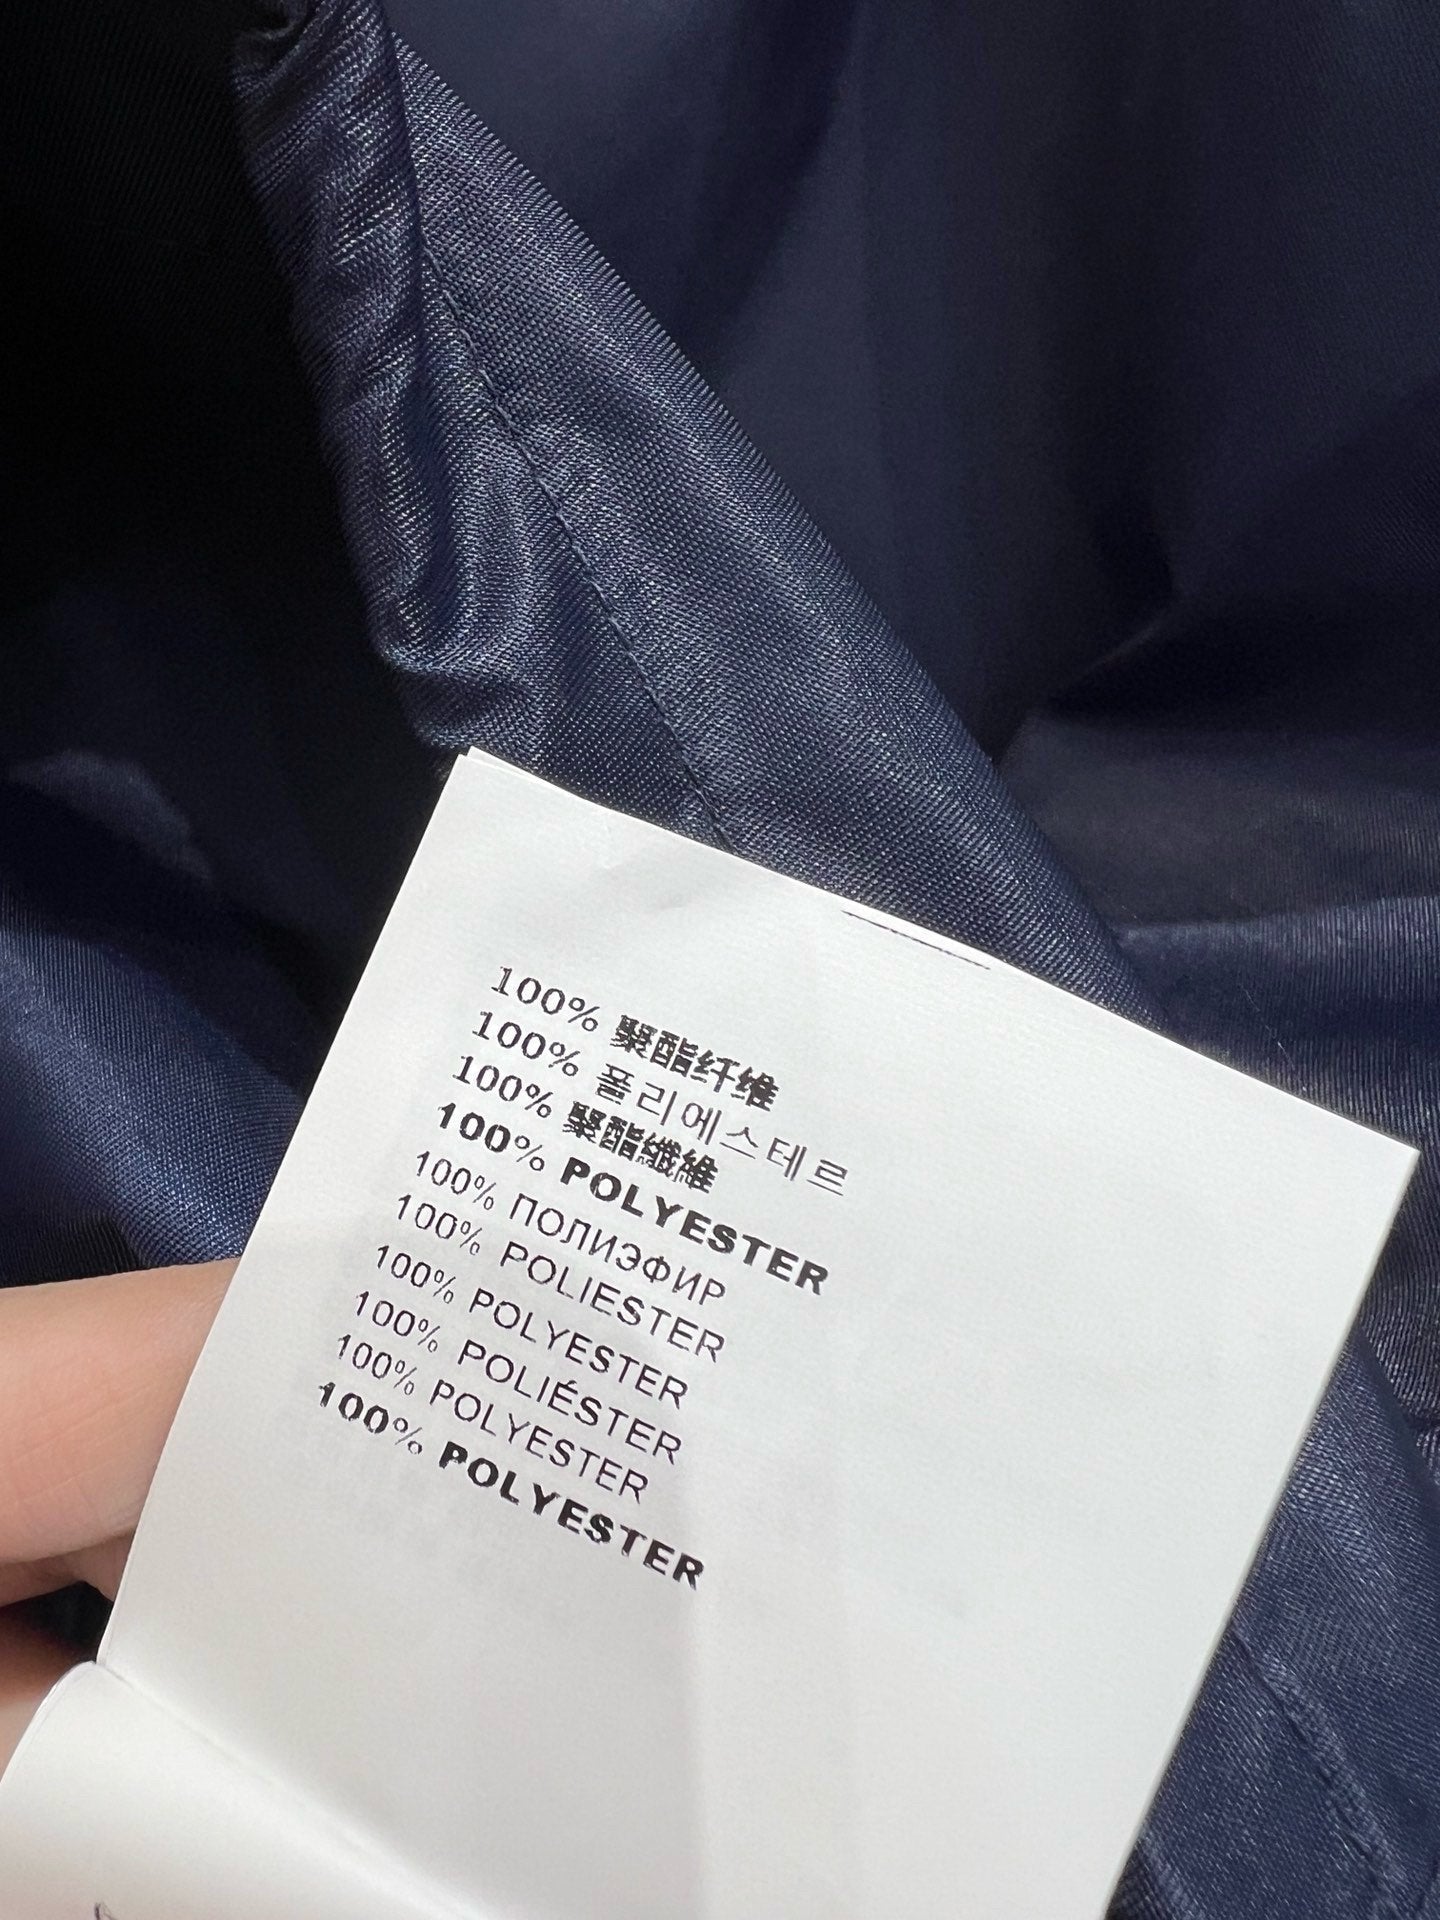 100% 聚酯纤维
100% 폴리에스테르
100% 聚酯纖維
100% POLYESTER
100% ПОЛИЭФИР
100% POLIESTER
100% POLYESTER
100% POLIÉSTER
100% POLYESTER
100% POLYESTER